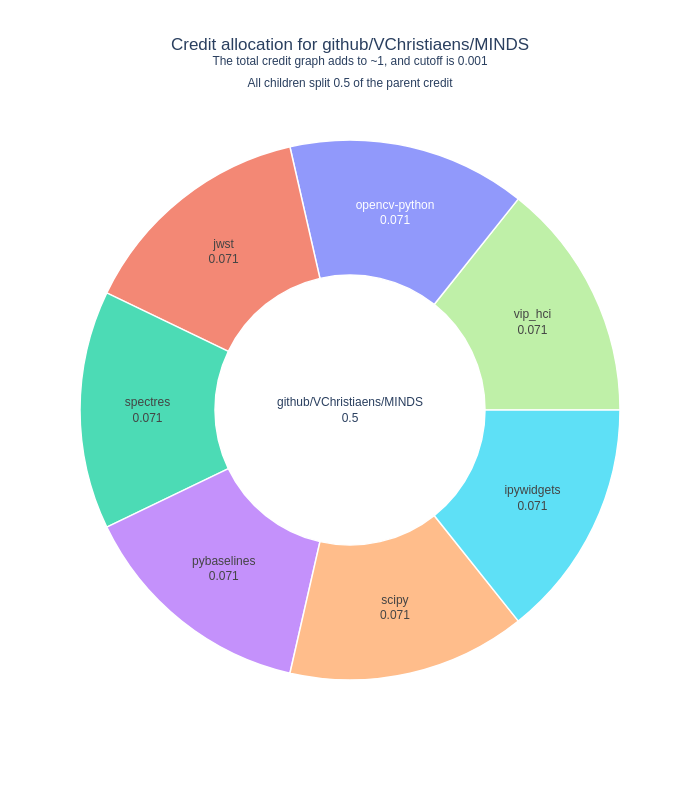 Credit allocation for github/VChristiaens/MINDS
The total credit graph adds to ~1, and cutoff is 0.001
All children split 0.5 of the parent credit
opencv-python
0.071
jwst
0.071
vip_hci
0.071
spectres
0.071
github/VChristiaens/MINDS
0.5
ipywidgets
0.071
pybaselines
0.071
scipy
0.071